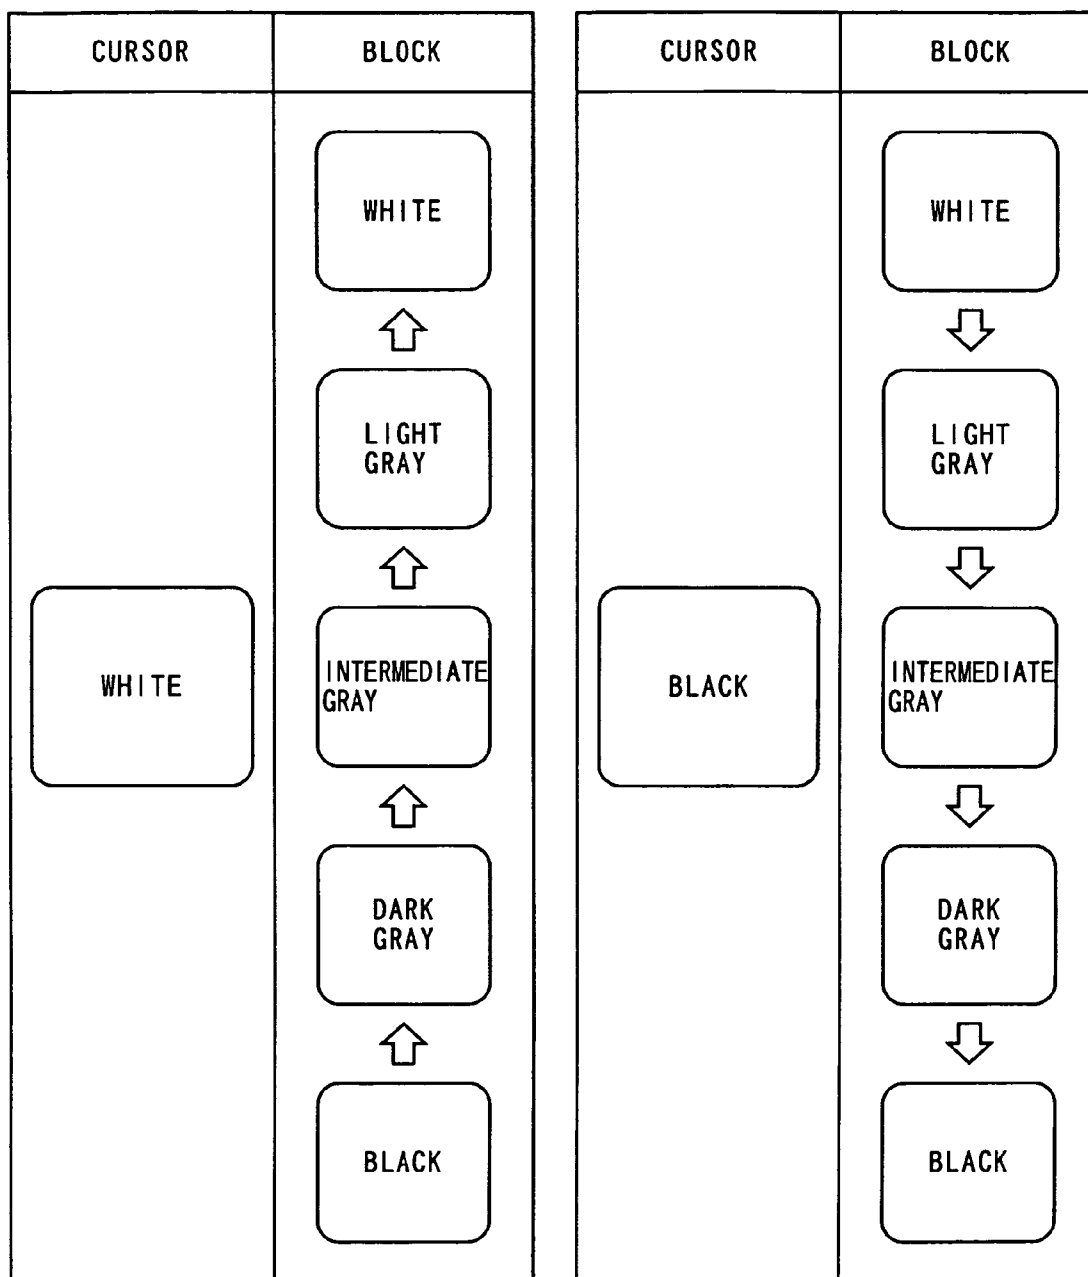 CURSOR
BLOCK
WHITE
LIGHT
GRAY
WHITE
INTERMEDIATE
GRAY
DARK
GRAY
BLACK
CURSOR
BLOCK
WHITE
LIGHT
GRAY
BLACK
INTERMEDIATE
GRAY
DARK
GRAY
BLACK